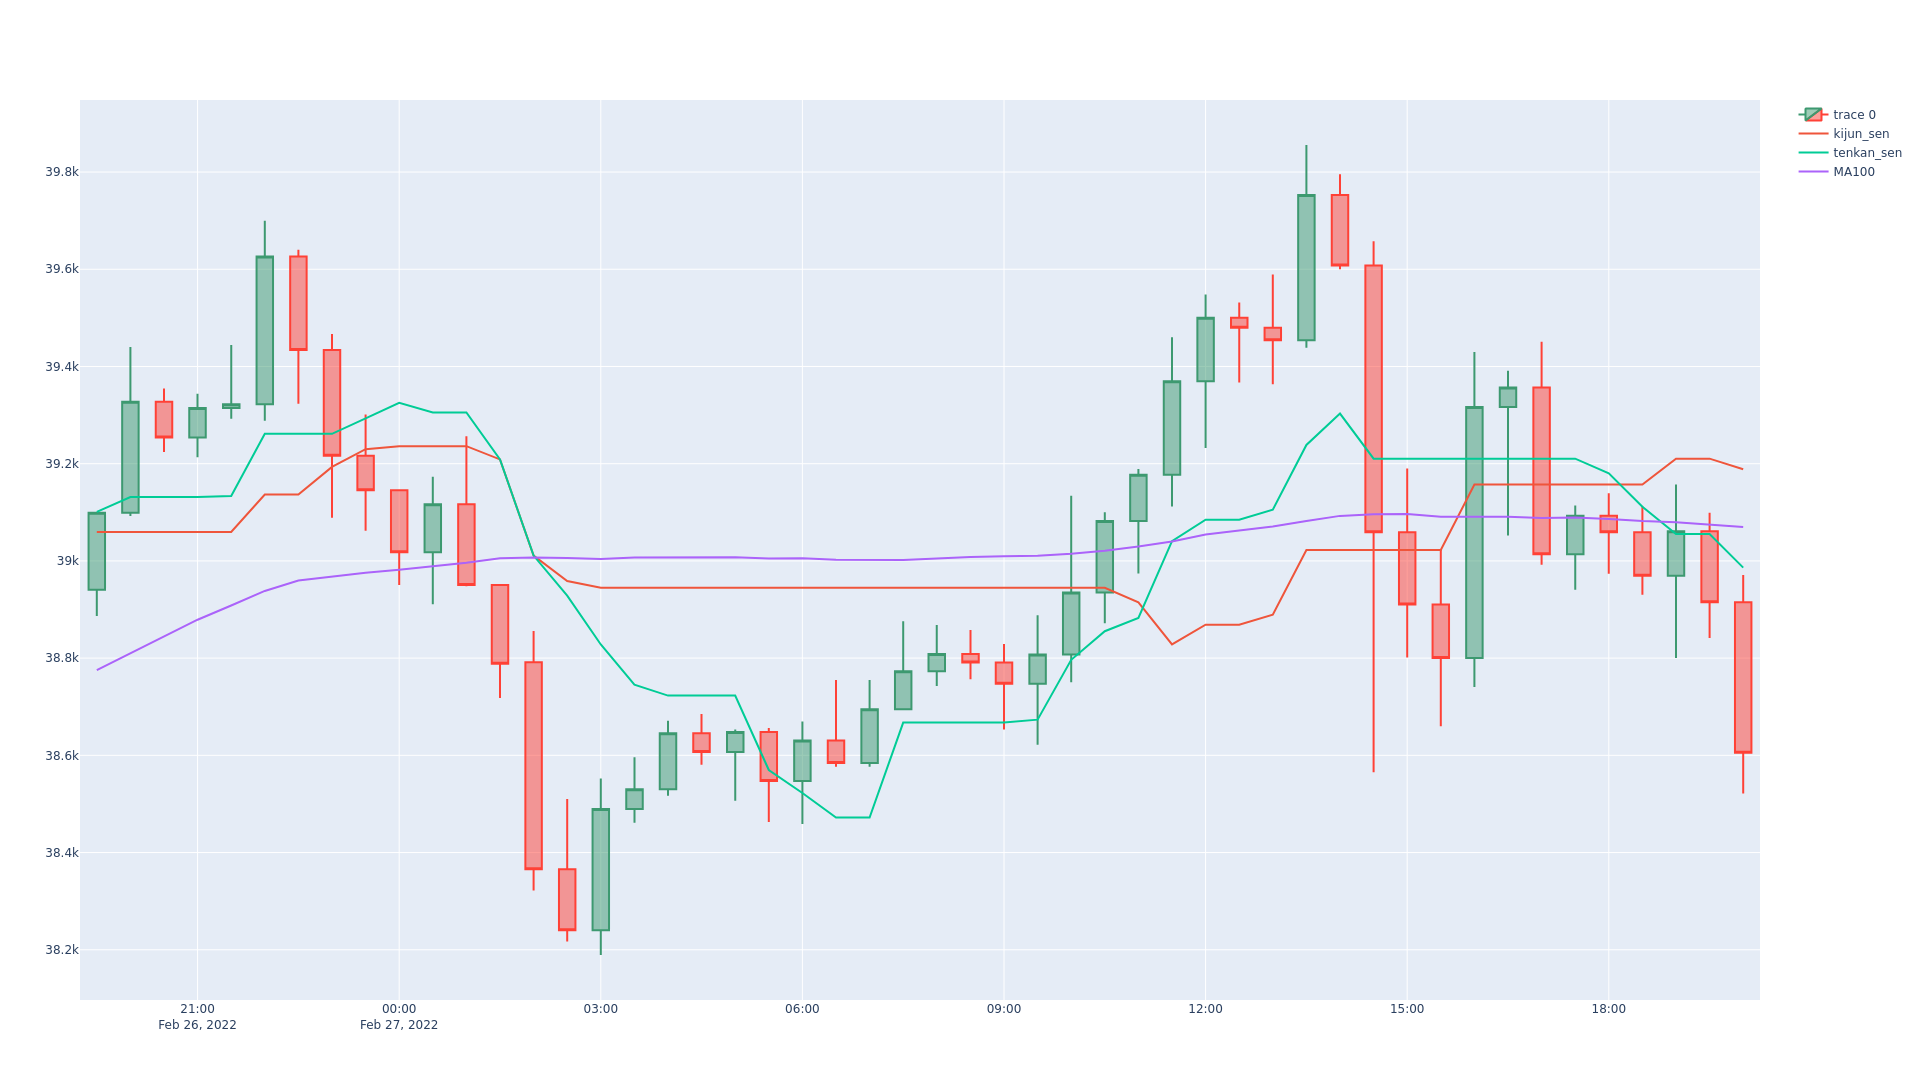 trace 0
kijun_sen
tenkan_sen
MA100
39.8k
39.6k
39.4k
39.2k
39k
38.8k
38.6k
38.4k
38.2k
21:00 00:00 03:00 06:00 09:00 12:00 15:00 18:00
Feb 26, 2022 Feb 27, 2022